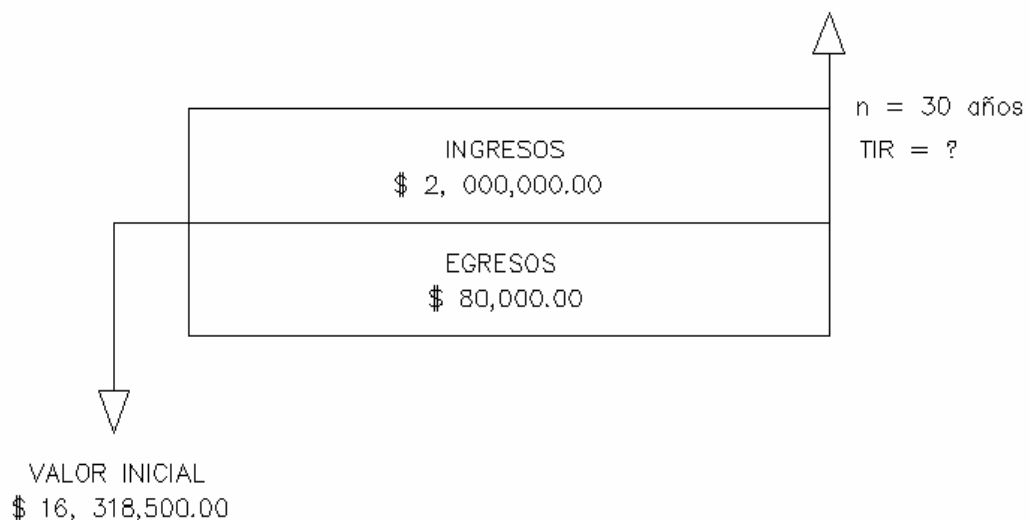 n = 30 años
INGRESOS
TIR = ?
$ 2, 000,000.00
EGRESOS
$ 80,000.00
VALOR INICIAL
$ 16, 318,500.00